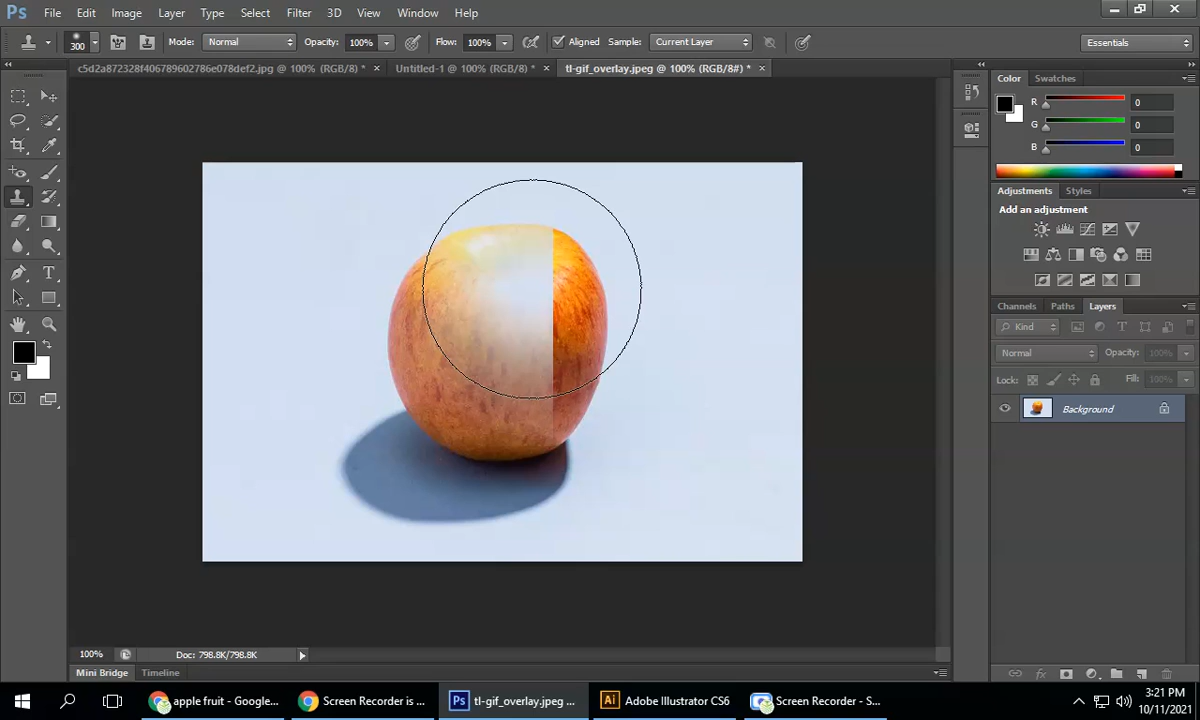 Ps File Edit Image Layer Type Select Filter 3D View Window Help
300 Mode: Normal Opacity: 100% Flow: 100% Aligned Sample: Current Layer Essentials
c5d2a872328f406789602786e078def2.jpg @ 100% (RGB/8) * × Untitled-1 @ 100% (RGB/8) * × tl-gif_overlay.jpeg @ 100% (RGB/8#) * ×
Color Swatches
R 0
G 0
B 0
Adjustments Styles
Add an adjustment
Channels Paths Layers
Kind
Normal Opacity: 100%
Lock: Fill: 100%
Background
100% Doc: 798.8K/798.8K
Mini Bridge Timeline
apple fruit - Google... Screen Recorder is ... Ps tl-gif_overlay.jpeg ... Ai Adobe Illustrator CS6 Screen Recorder - S...
3:21 PM
10/11/2021